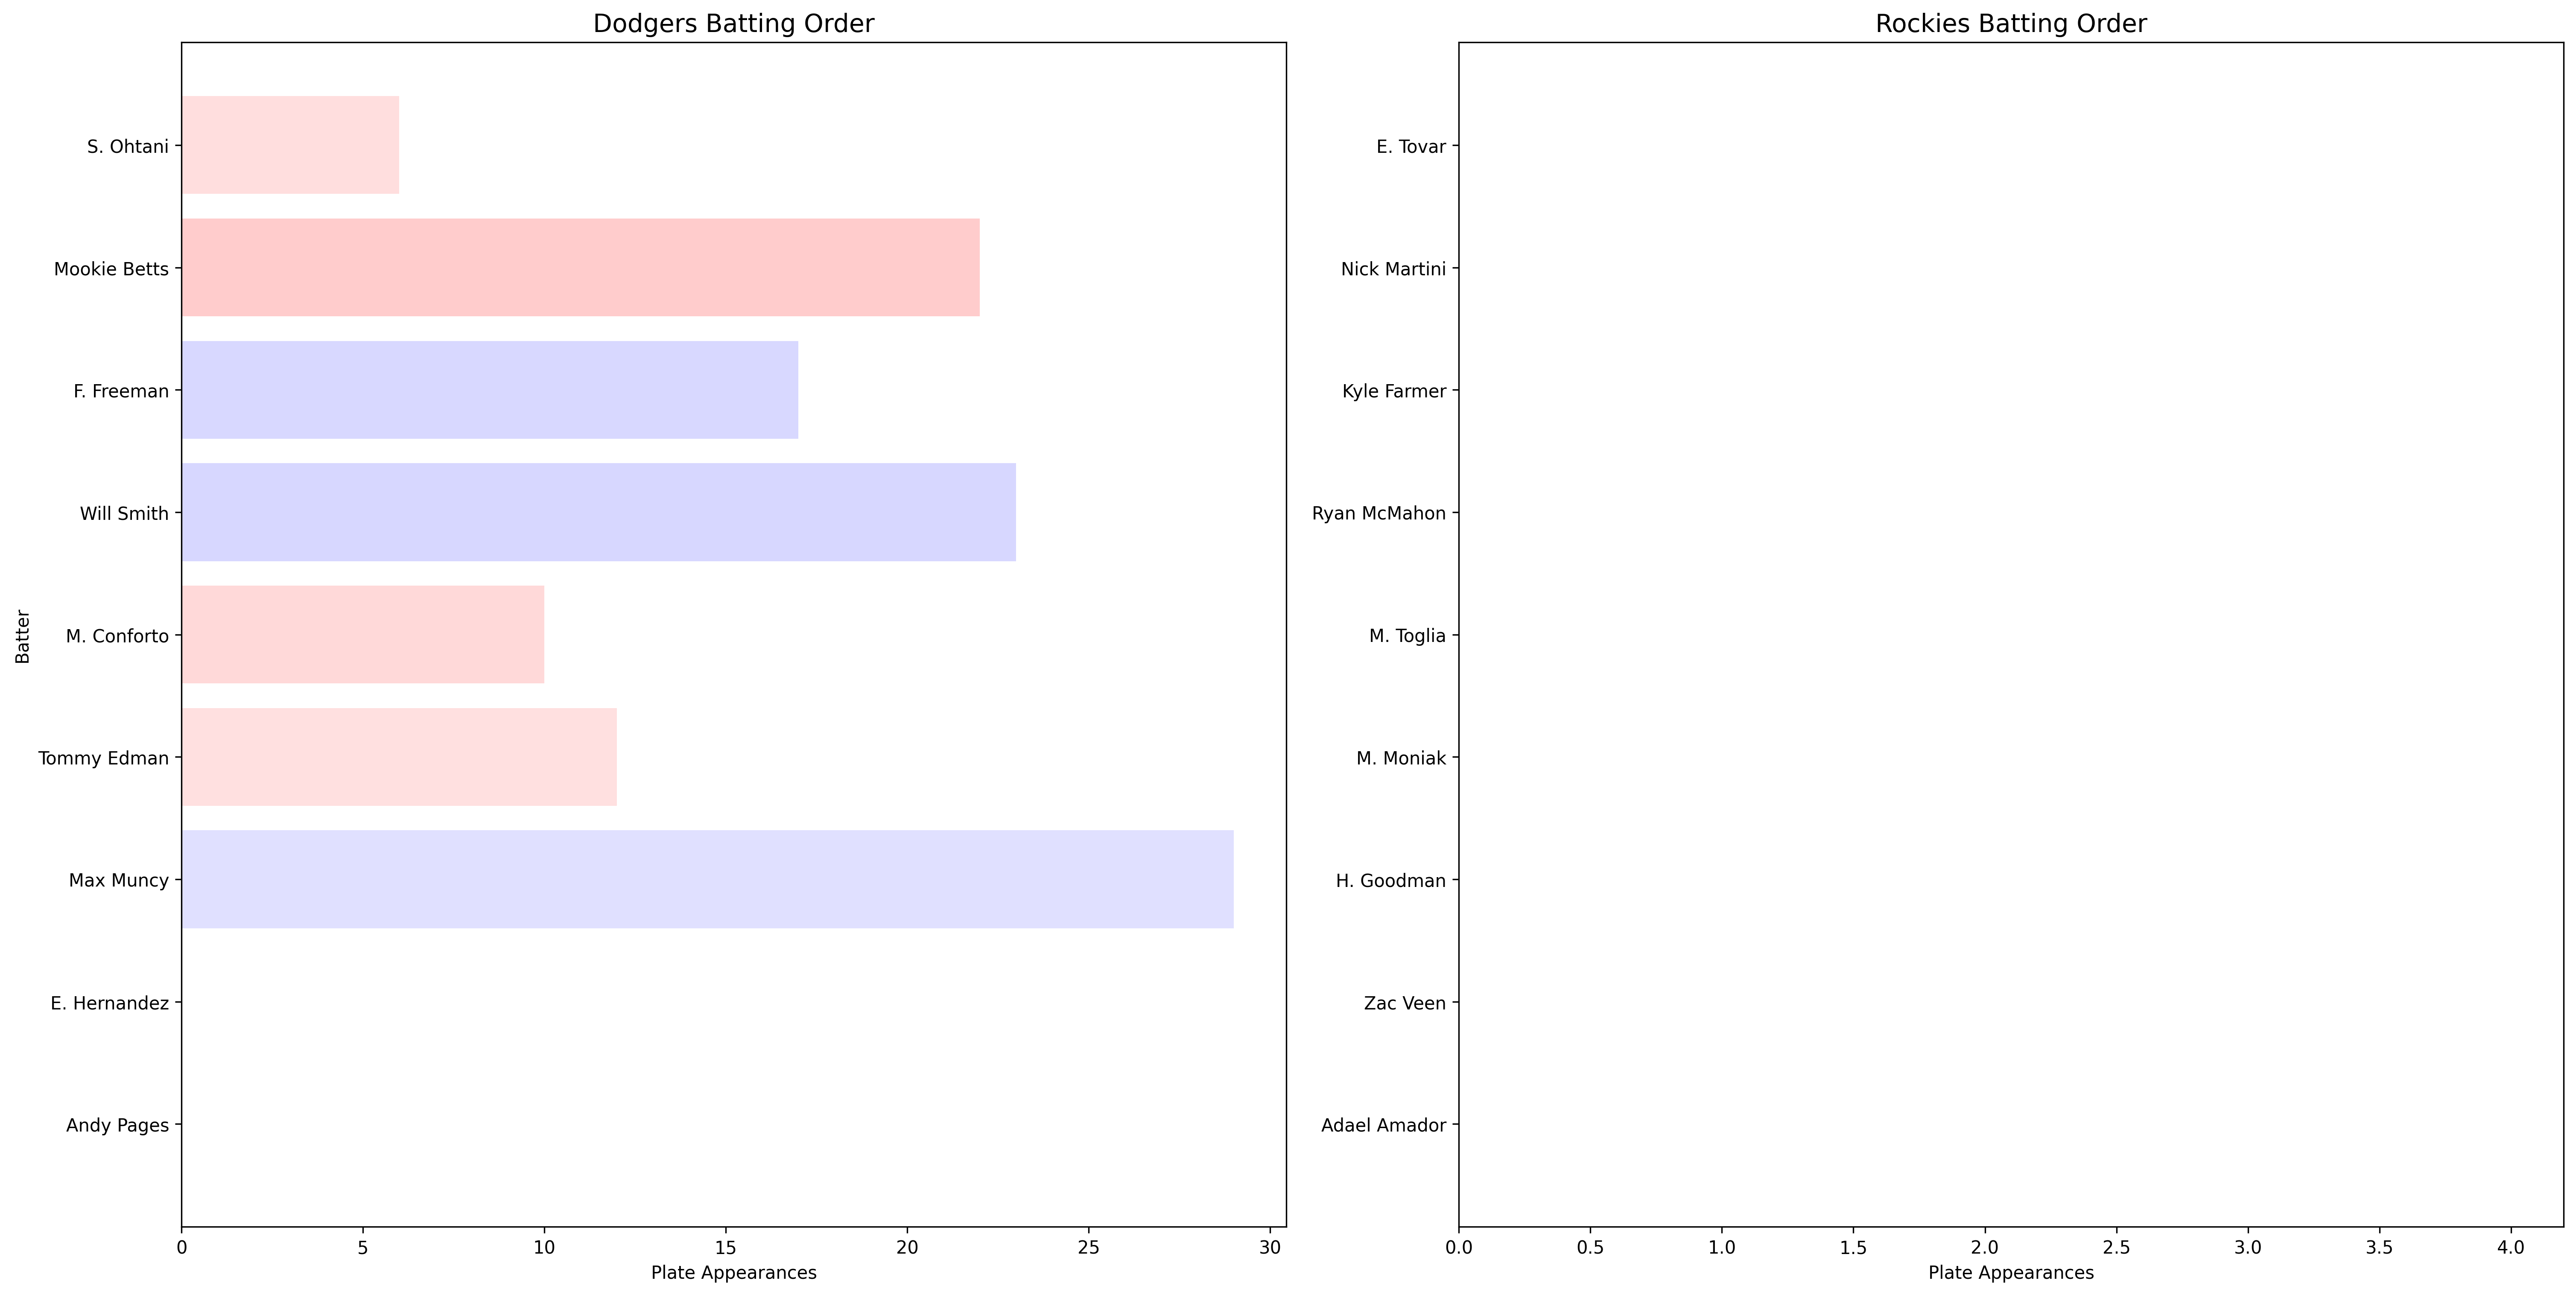 Dodgers Batting Order
S. Ohtani
Mookie Betts
F. Freeman
Will Smith
M. Conforto
Tommy Edman
Max Muncy
E. Hernandez
Andy Pages
Batter
0 5 10 15 20 25 30
Plate Appearances
Rockies Batting Order
E. Tovar
Nick Martini
Kyle Farmer
Ryan McMahon
M. Toglia
M. Moniak
H. Goodman
Zac Veen
Adael Amador
0.0 0.5 1.0 1.5 2.0 2.5 3.0 3.5 4.0
Plate Appearances